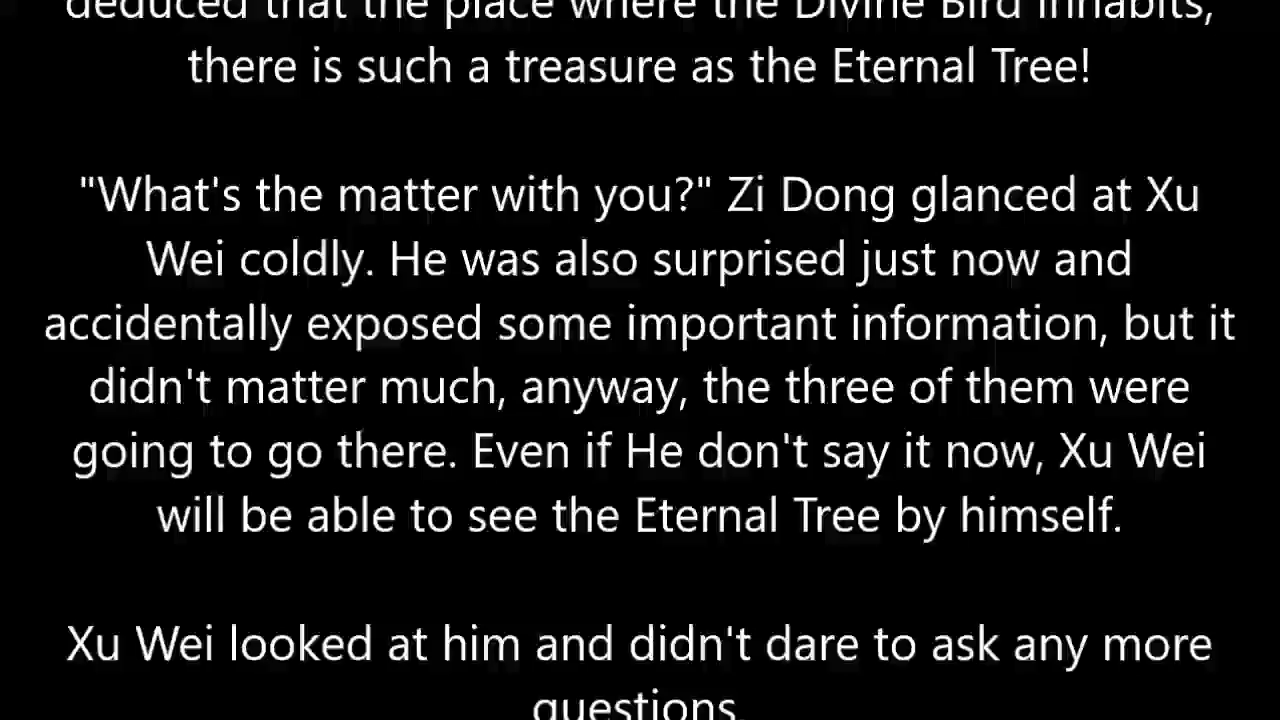 deduced that the place where the Divine Bird inhabits,
there is such a treasure as the Eternal Tree!
"What's the matter with you?" Zi Dong glanced at Xu
Wei coldly. He was also surprised just now and
accidentally exposed some important information, but it
didn't matter much, anyway, the three of them were
going to go there. Even if He don't say it now, Xu Wei
will be able to see the Eternal Tree by himself.
Xu Wei looked at him and didn't dare to ask any more
questions.